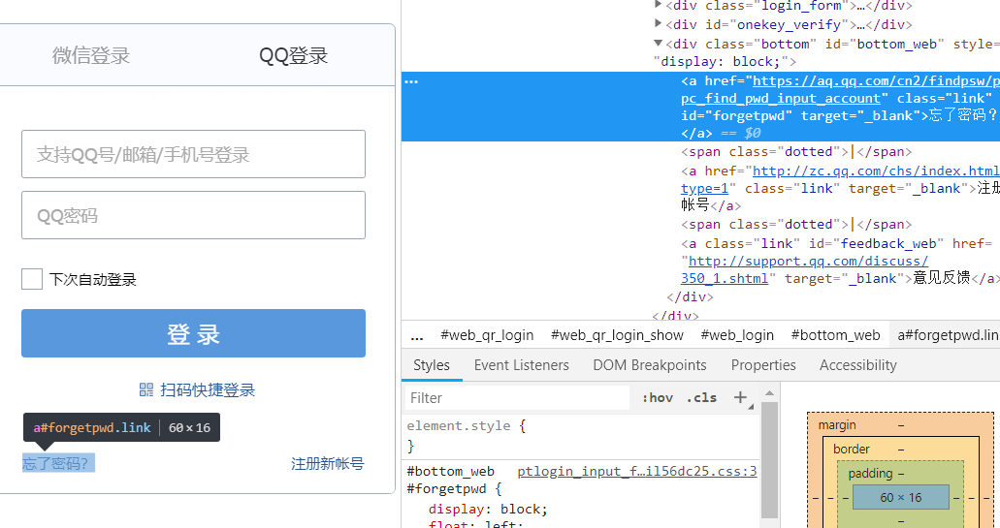 微信登录
QQ登录
支持QQ号/邮箱/手机号登录
QQ密码
下次自动登录
登 录
扫码快捷登录
a#forgetpwd.link 60×16
忘了密码?
注册新帐号
<div class="login_form">…</div>
<div id="onekey_verify">…</div>
<div class="bottom" id="bottom_web" style=
"display: block;">
…
<a href="https://aq.qq.com/cn2/findpsw/p
pc_find_pwd_input_account" class="link"
id="forgetpwd" target="_blank">忘了密码?
</a> == $0
<span class="dotted">|</span>
<a href="http://zc.qq.com/chs/index.html
type=1" class="link" target="_blank">注册
帐号</a>
<span class="dotted">|</span>
<a class="link" id="feedback_web" href=
"http://support.qq.com/discuss/
350_1.shtml" target="_blank">意见反馈</a>
</div>
</div>
... #web_qr_login #web_qr_login_show #web_login #bottom_web a#forgetpwd.lin
Styles Event Listeners DOM Breakpoints Properties Accessibility
Filter :hov .cls +
element.style {
}
#bottom_web ptlogin_input_f…il56dc25.css:3
#forgetpwd {
display: block;
float: left;
margin –
border –
padding –
– – – 60 × 16 – – –
–